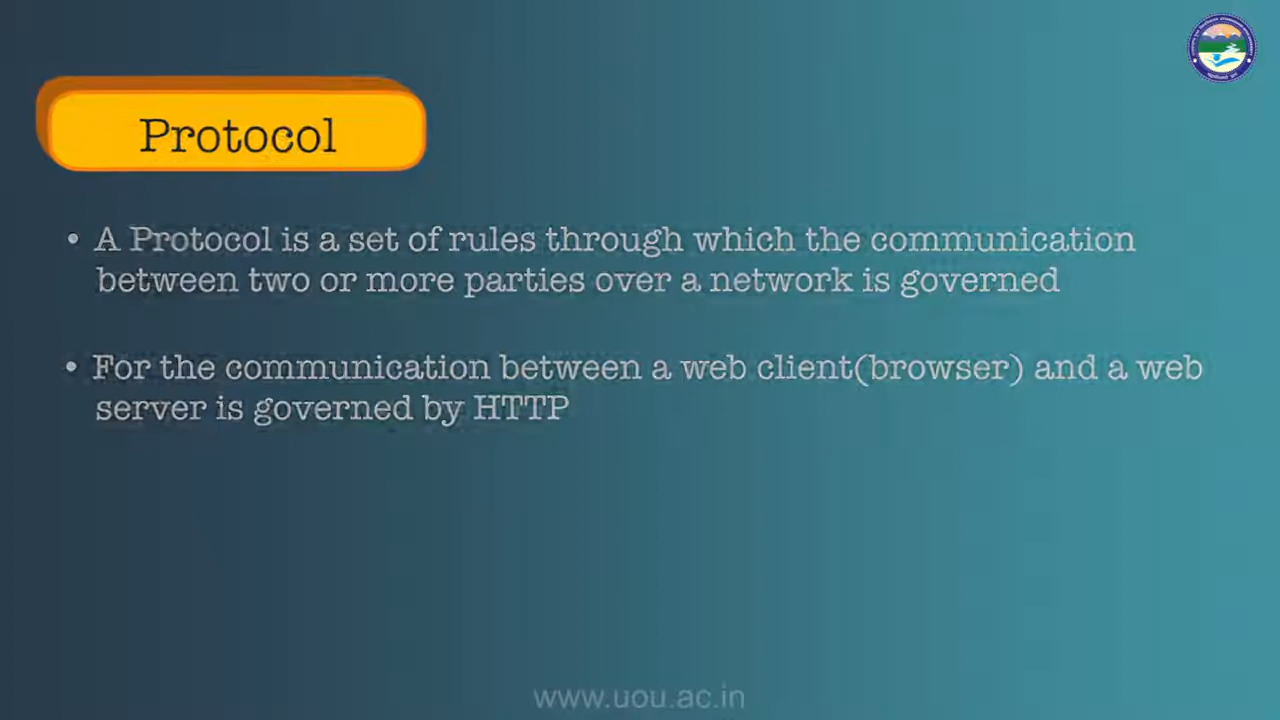 Protocol
• A Protocol is a set of rules through which the communication
between two or more parties over a network is governed
• For the communication between a web client(browser) and a web
server is governed by HTTP
www.uou.ac.in